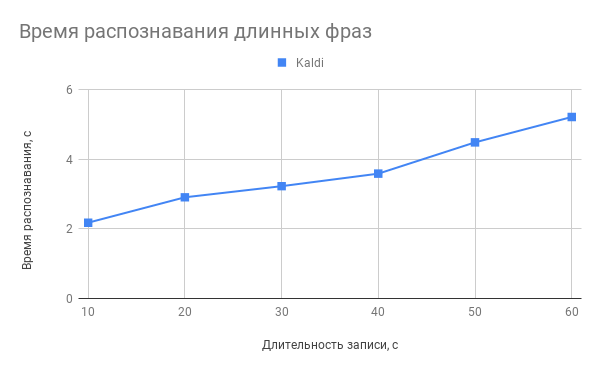 Время распознавания длинных фраз
Kaldi
Время распознавания, с
6
4
2
0
10 20 30 40 50 60
Длительность записи, с